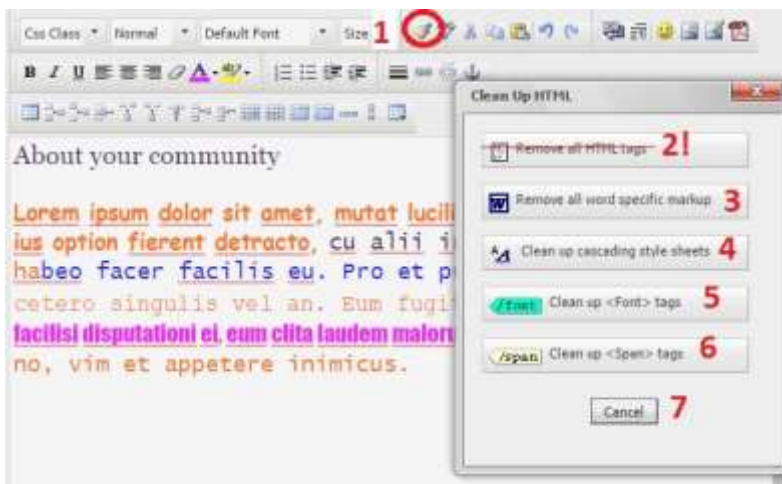 Css Class Normal Default Font Size 1
B I U A
Clean Up HTML
Remove all HTML tags 2!
Remove all word specific markup 3
Clean up cascading style sheets 4
</font> Clean up <Font> tags 5
</span> Clean up <Span> tags 6
Cancel 7
About your community
Lorem ipsum dolor sit amet, mutat lucili
ius option fierent detracto, cu alii i
habeo facer facilis eu. Pro et p
cetero singulis vel an. Eum fugi
facilisi disputationi ei, eum clita laudem maloru
no, vim et appetere inimicus.